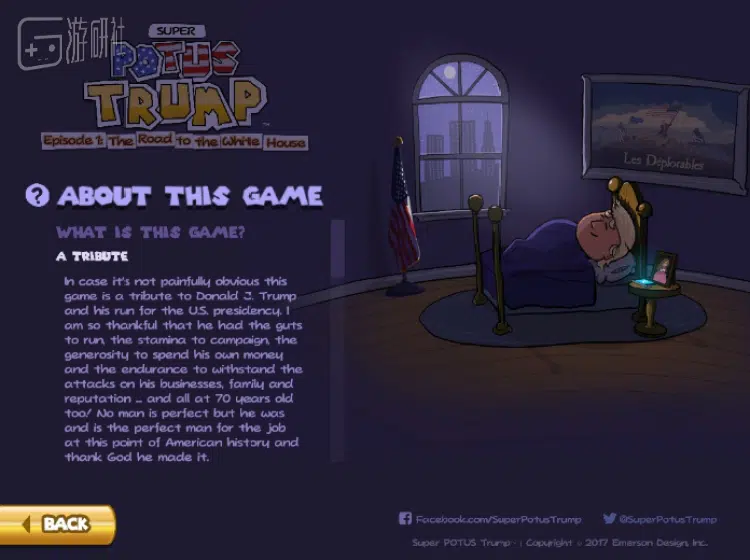 游研社
SUPER
POTUS
TRUMP™
Episode 1: The Road to the White House
? ABOUT THIS GAME
WHAT IS THIS GAME?
A TRIBUTE
In case it's not painfully obvious this
game is a tribute to Donald J. Trump
and his run for the U.S. presidency. I
am so thankful that he had the guts
to run, the stamina to campaign, the
generosity to spend his own money
and the endurance to withstand the
attacks on his businesses, family and
reputation ... and all at 70 years old
too! No man is perfect but he was
and is the perfect man for the job
at this point of American history and
thank God he made it.
Les Déplorables
BACK
Facebook.com/SuperPotusTrump
@SuperPotusTrump
Super POTUS Trump · | Copyright © 2017 Emerson Design, Inc.